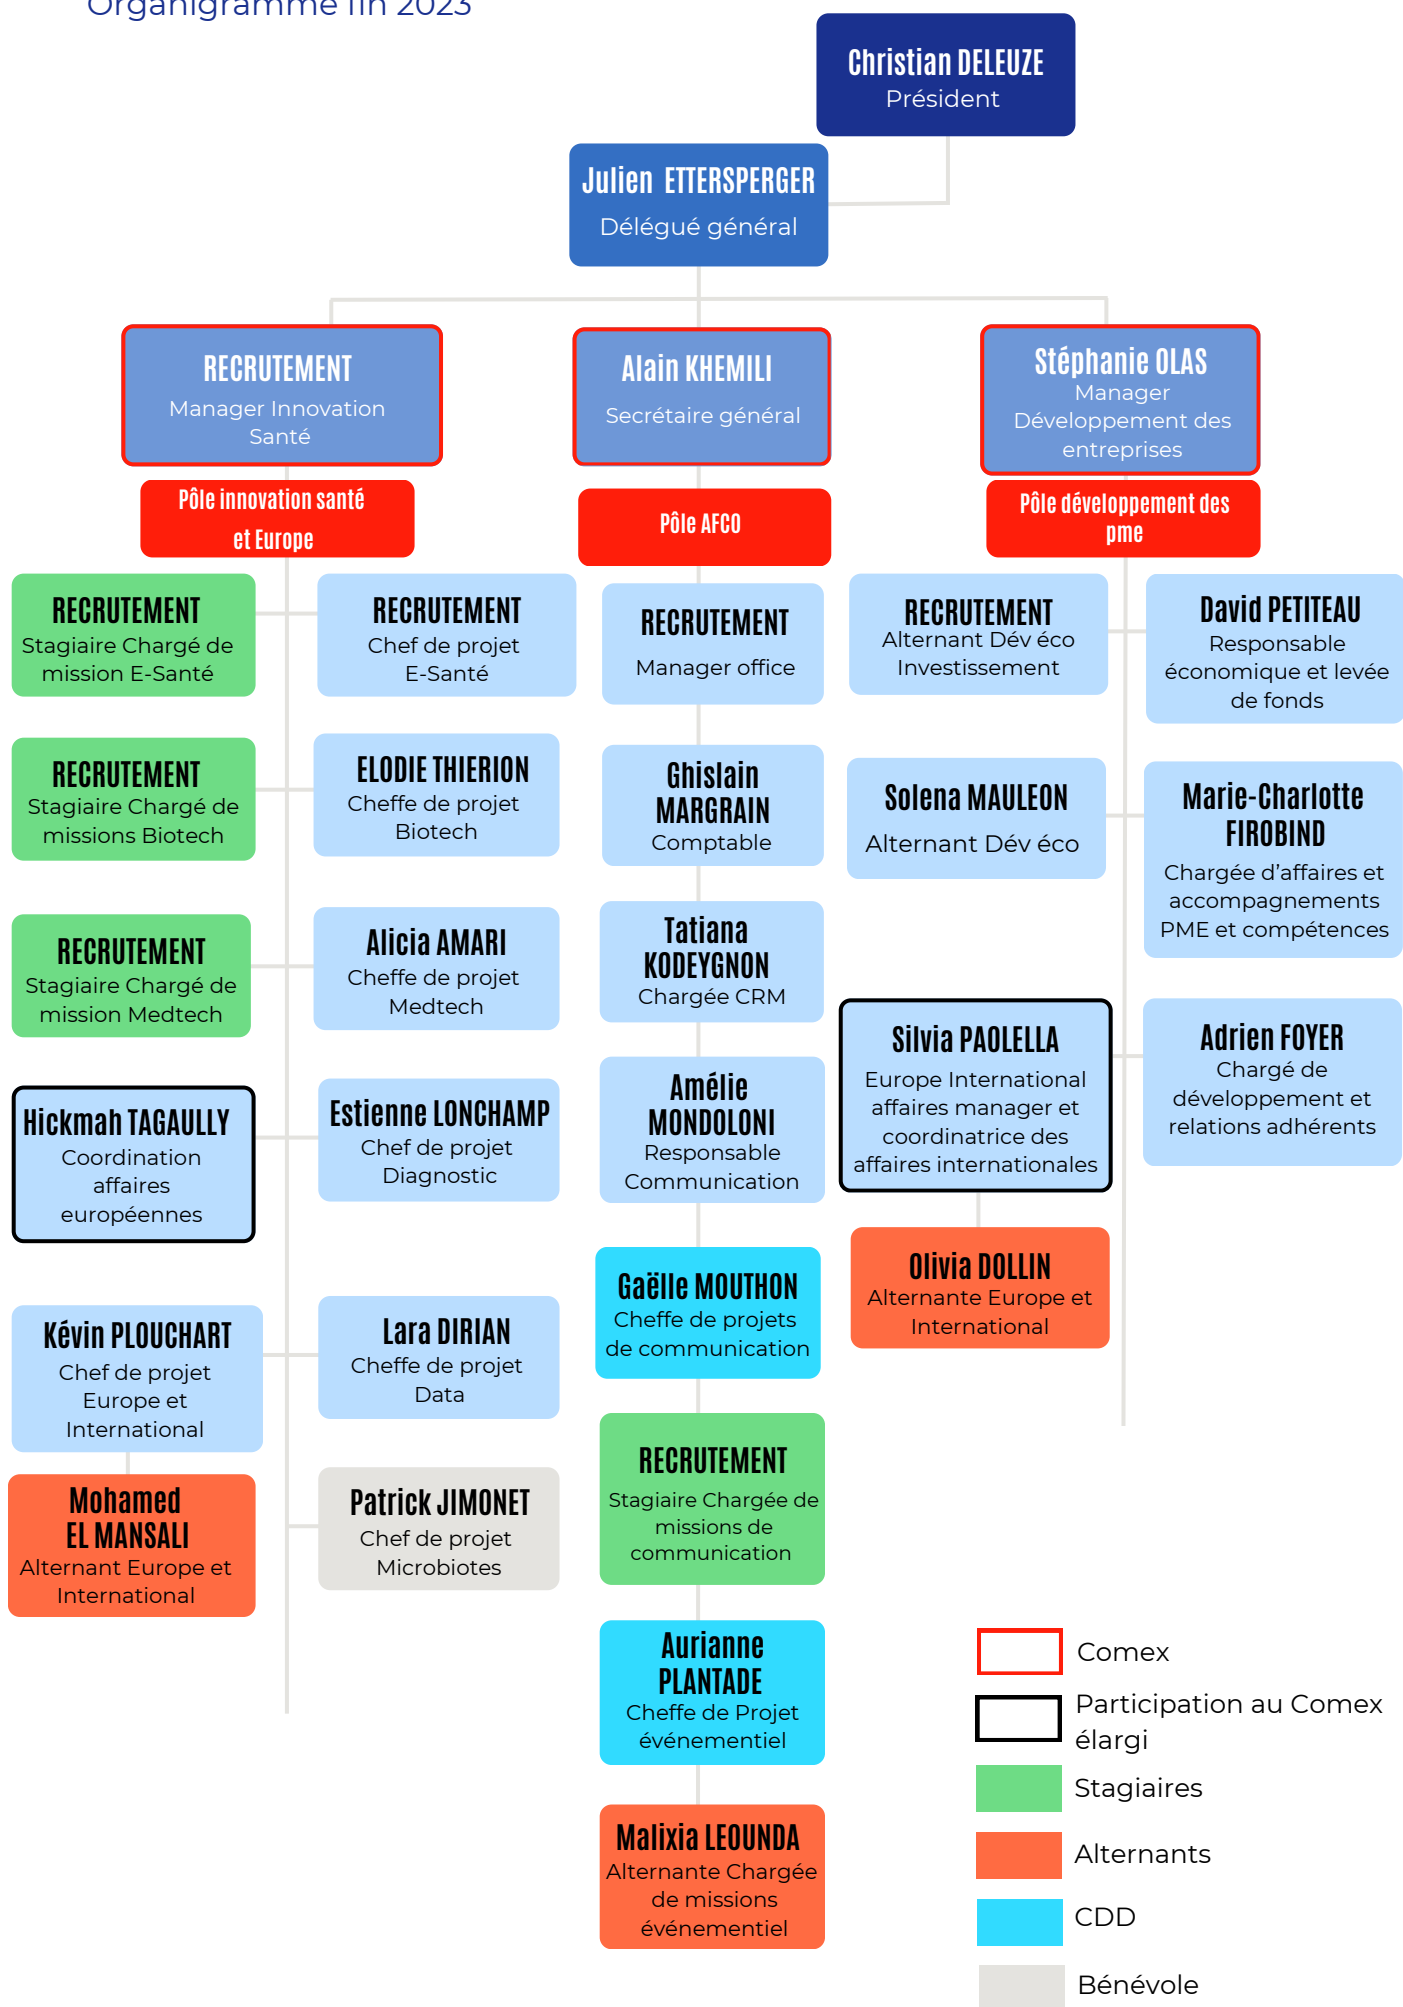 Organigramme fin 2023
Christian DELEUZE
Président
Julien ETTERSPERGER
Délégué général
RECRUTEMENT
Manager Innovation
Santé
Pôle innovation santé
et Europe
Alain KHEMILI
Secrétaire général
Pôle AFCO
Stéphanie OLAS
Manager
Développement des
entreprises
Pôle développement des
pme
RECRUTEMENT
Stagiaire Chargé de
mission E-Santé
RECRUTEMENT
Chef de projet
E-Santé
RECRUTEMENT
Stagiaire Chargé de
missions Biotech
ELODIE THIERION
Cheffe de projet
Biotech
RECRUTEMENT
Stagiaire Chargé de
mission Medtech
Alicia AMARI
Cheffe de projet
Medtech
Hickmah TAGAULLY
Coordination
affaires
européennes
Estienne LONCHAMP
Chef de projet
Diagnostic
Kévin PLOUCHART
Chef de projet
Europe et
International
Lara DIRIAN
Cheffe de projet
Data
Mohamed
EL MANSALI
Alternant Europe et
International
Patrick JIMONET
Chef de projet
Microbiotes
RECRUTEMENT
Manager office
Ghislain
MARGRAIN
Comptable
Tatiana
KODEYGNON
Chargée CRM
Amélie
MONDOLONI
Responsable
Communication
Gaëlle MOUTHON
Cheffe de projets
de communication
RECRUTEMENT
Stagiaire Chargée de
missions de
communication
Aurianne
PLANTADE
Cheffe de Projet
événementiel
Malixia LEOUNDA
Alternante Chargée
de missions
événementiel
RECRUTEMENT
Alternant Dév éco
Investissement
David PETITEAU
Responsable
économique et levée
de fonds
Solena MAULEON
Alternant Dév éco
Marie-Charlotte
FIROBIND
Chargée d’affaires et
accompagnements
PME et compétences
Silvia PAOLELLA
Europe International
affaires manager et
coordinatrice des
affaires internationales
Adrien FOYER
Chargé de
développement et
relations adhérents
Olivia DOLLIN
Alternante Europe et
International
Comex
Participation au Comex
élargi
Stagiaires
Alternants
CDD
Bénévole